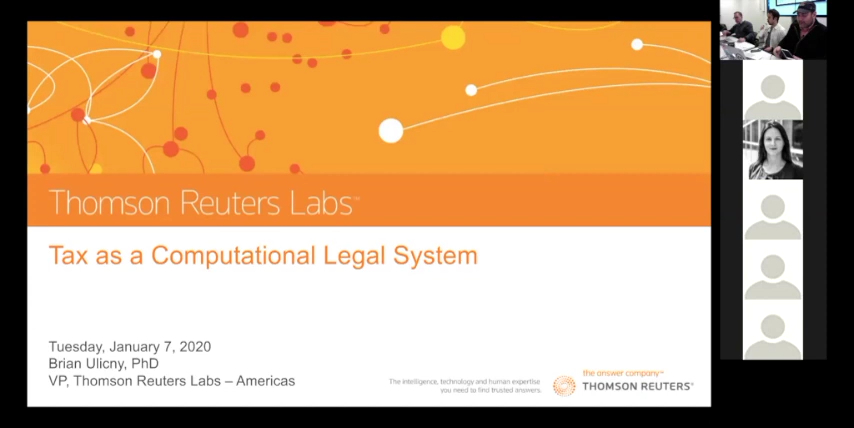 Thomson Reuters Labs™
Tax as a Computational Legal System
Tuesday, January 7, 2020
Brian Ulicny, PhD
VP, Thomson Reuters Labs – Americas
The intelligence, technology and human expertise
you need to find trusted answers.
the answer company™
THOMSON REUTERS®